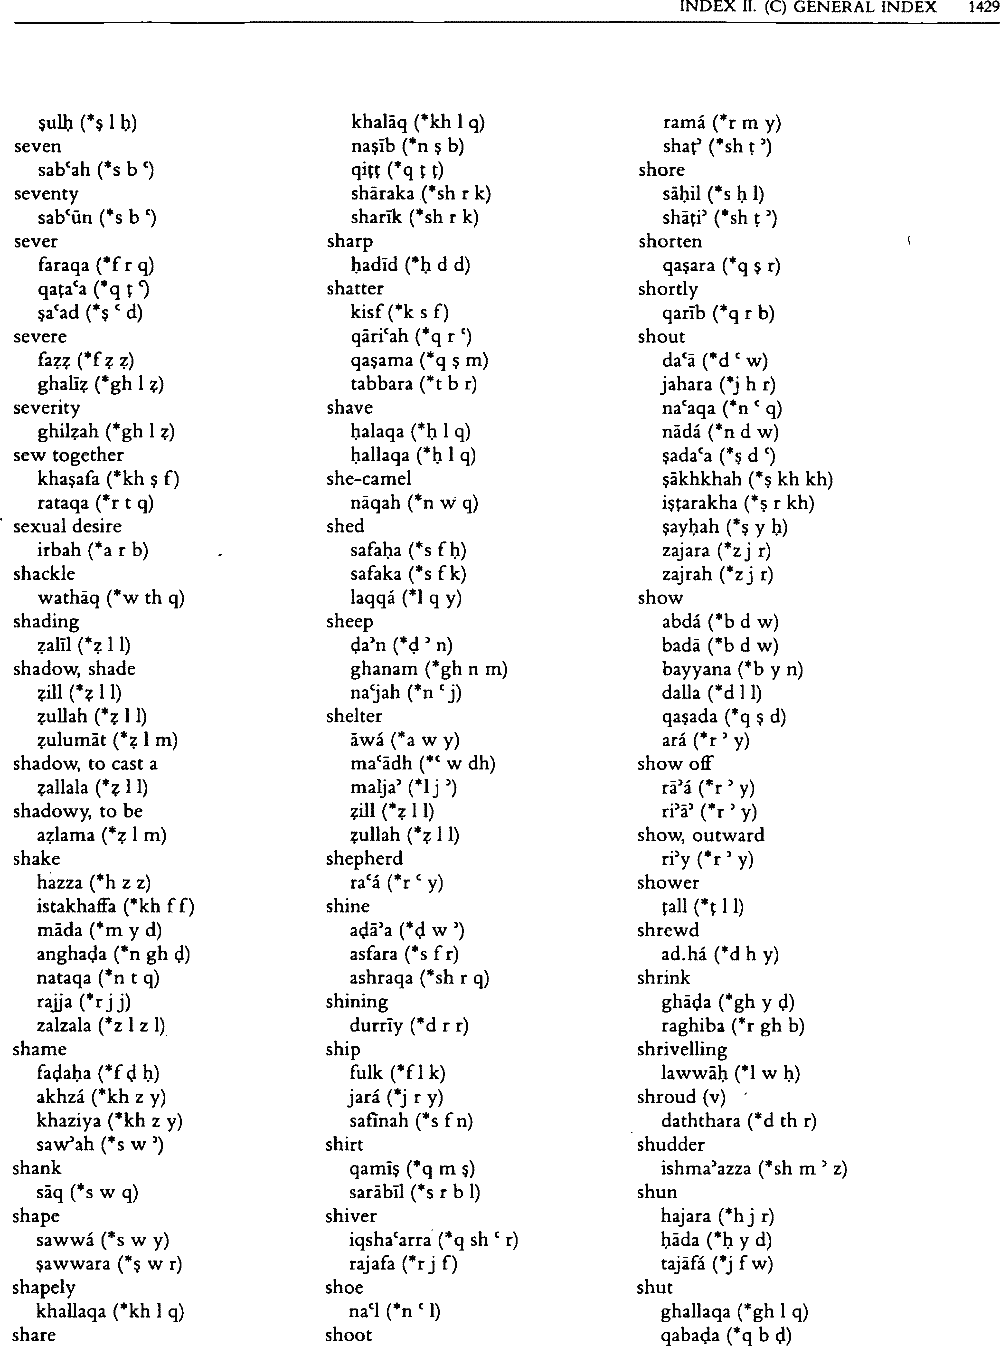 INDEX II. (C) GENERAL INDEX 1429
ṣulḥ (*ṣ l ḥ)
seven
sabʿah (*s b ʿ)
seventy
sabʿūn (*s b ʿ)
sever
faraqa (*f r q)
qaṭaʿa (*q ṭ ʿ)
ṣaʿad (*ṣ ʿ d)
severe
faẓẓ (*f ẓ ẓ)
ghalīẓ (*gh l ẓ)
severity
ghilẓah (*gh l ẓ)
sew together
khaṣafa (*kh ṣ f)
rataqa (*r t q)
sexual desire
irbah (*a r b)
shackle
wathāq (*w th q)
shading
ẓalīl (*ẓ l l)
shadow, shade
ẓill (*ẓ l l)
ẓullah (*ẓ l l)
ẓulumāt (*ẓ l m)
shadow, to cast a
ẓallala (*ẓ l l)
shadowy, to be
aẓlama (*ẓ l m)
shake
hazza (*h z z)
istakhaffa (*kh f f)
māda (*m y d)
anghaḍa (*n gh ḍ)
nataqa (*n t q)
rajja (*r j j)
zalzala (*z l z l)
shame
faḍaḥa (*f ḍ ḥ)
akhzá (*kh z y)
khaziya (*kh z y)
sawʾah (*s w ʾ)
shank
sāq (*s w q)
shape
sawwá (*s w y)
ṣawwara (*ṣ w r)
shapely
khallaqa (*kh l q)
share
khalāq (*kh l q)
naṣīb (*n ṣ b)
qiṭṭ (*q ṭ ṭ)
shāraka (*sh r k)
sharīk (*sh r k)
sharp
ḥadīd (*ḥ d d)
shatter
kisf (*k s f)
qāriʿah (*q r ʿ)
qaṣama (*q ṣ m)
tabbara (*t b r)
shave
ḥalaqa (*ḥ l q)
ḥallaqa (*ḥ l q)
she-camel
nāqah (*n w q)
shed
safaḥa (*s f ḥ)
safaka (*s f k)
laqqá (*l q y)
sheep
ḍaʾn (*ḍ ʾ n)
ghanam (*gh n m)
naʿjah (*n ʿ j)
shelter
āwá (*a w y)
maʿādh (*ʿ w dh)
maljaʾ (*l j ʾ)
ẓill (*ẓ l l)
ẓullah (*ẓ l l)
shepherd
raʿá (*r ʿ y)
shine
aḍāʾa (*ḍ w ʾ)
asfara (*s f r)
ashraqa (*sh r q)
shining
durrīy (*d r r)
ship
fulk (*f l k)
jará (*j r y)
safīnah (*s f n)
shirt
qamīṣ (*q m ṣ)
sarābīl (*s r b l)
shiver
iqshaʿarra (*q sh ʿ r)
rajafa (*r j f)
shoe
naʿl (*n ʿ l)
shoot
ramá (*r m y)
shaṭʾ (*sh ṭ ʾ)
shore
sāḥil (*s ḥ l)
shāṭiʾ (*sh ṭ ʾ)
shorten
qaṣara (*q ṣ r)
shortly
qarīb (*q r b)
shout
daʿā (*d ʿ w)
jahara (*j h r)
naʿaqa (*n ʿ q)
nādá (*n d w)
ṣadaʿa (*ṣ d ʿ)
ṣākhkhah (*ṣ kh kh)
iṣṭarakha (*ṣ r kh)
ṣayḥah (*ṣ y ḥ)
zajara (*z j r)
zajrah (*z j r)
show
abdá (*b d w)
badā (*b d w)
bayyana (*b y n)
dalla (*d l l)
qaṣada (*q ṣ d)
ará (*r ʾ y)
show off
rāʾá (*r ʾ y)
riʾāʾ (*r ʾ y)
show, outward
riʾy (*r ʾ y)
shower
ṭall (*ṭ l l)
shrewd
ad.há (*d h y)
shrink
ghāḍa (*gh y ḍ)
raghiba (*r gh b)
shrivelling
lawwāḥ (*l w ḥ)
shroud (v)
daththara (*d th r)
shudder
ishmaʾazza (*sh m ʾ z)
shun
hajara (*h j r)
ḥāda (*ḥ y d)
tajāfá (*j f w)
shut
ghallaqa (*gh l q)
qabaḍa (*q b ḍ)